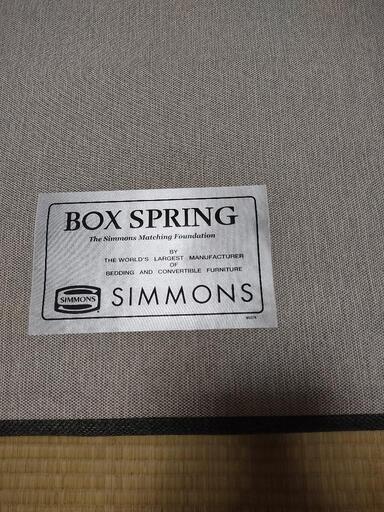 BOX SPRING
The Simmons Matching Foundation
BY
THE WORLD'S LARGEST MANUFACTURER
OF
BEDDING AND CONVERTIBLE FURNITURE
SIMMONS SIMMONS